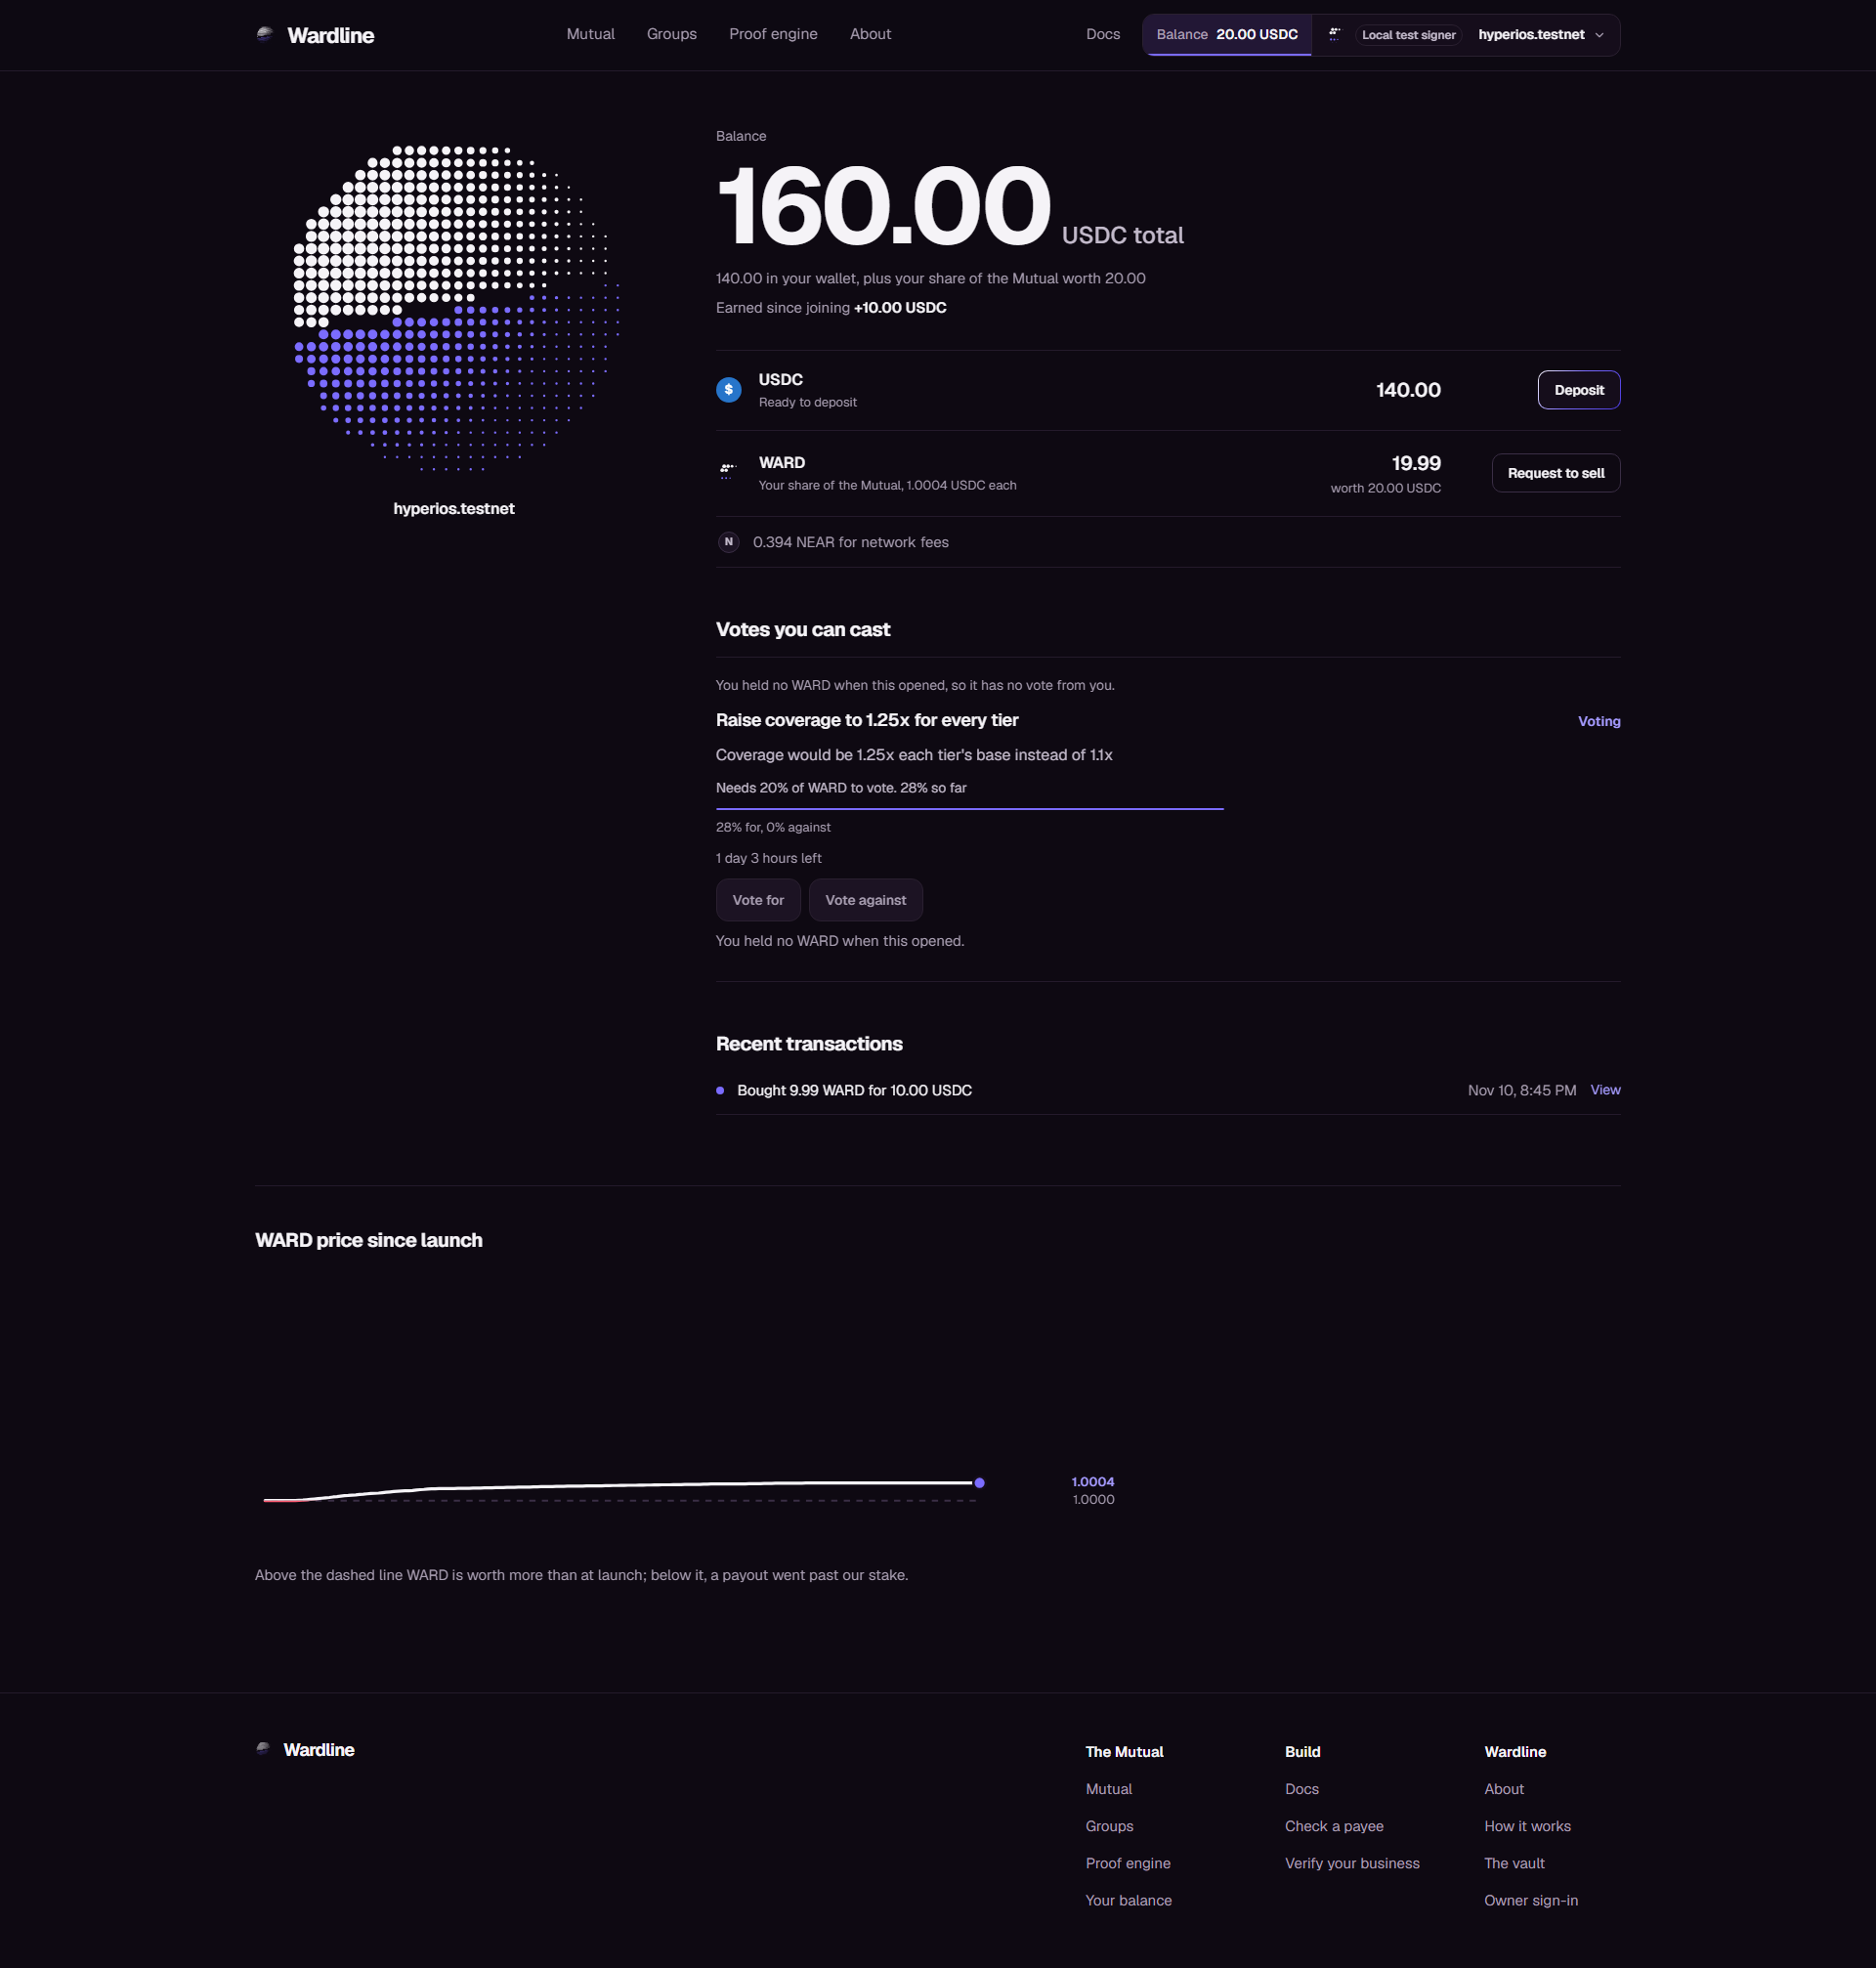 Wardline
Mutual
Groups
Proof engine
About
Docs
Balance 20.00 USDC
Local test signer
hyperios.testnet
hyperios.testnet
Balance
160.00 USDC total
140.00 in your wallet, plus your share of the Mutual worth 20.00
Earned since joining +10.00 USDC
$
USDC
Ready to deposit
140.00
Deposit
WARD
Your share of the Mutual, 1.0004 USDC each
19.99
worth 20.00 USDC
Request to sell
N
0.394 NEAR for network fees
Votes you can cast
You held no WARD when this opened, so it has no vote from you.
Raise coverage to 1.25x for every tier
Voting
Coverage would be 1.25x each tier's base instead of 1.1x
Needs 20% of WARD to vote. 28% so far
28% for, 0% against
1 day 3 hours left
Vote for
Vote against
You held no WARD when this opened.
Recent transactions
Bought 9.99 WARD for 10.00 USDC
Nov 10, 8:45 PM
View
WARD price since launch
1.0004
1.0000
Above the dashed line WARD is worth more than at launch; below it, a payout went past our stake.
Wardline
The Mutual
Mutual
Groups
Proof engine
Your balance
Build
Docs
Check a payee
Verify your business
Wardline
About
How it works
The vault
Owner sign-in